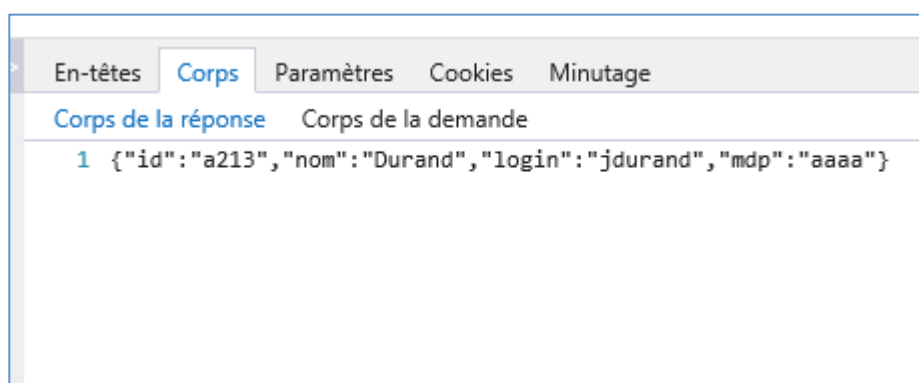 En-têtes Corps Paramètres Cookies Minutage
Corps de la réponse Corps de la demande
1 {"id":"a213","nom":"Durand","login":"jdurand","mdp":"aaaa"}